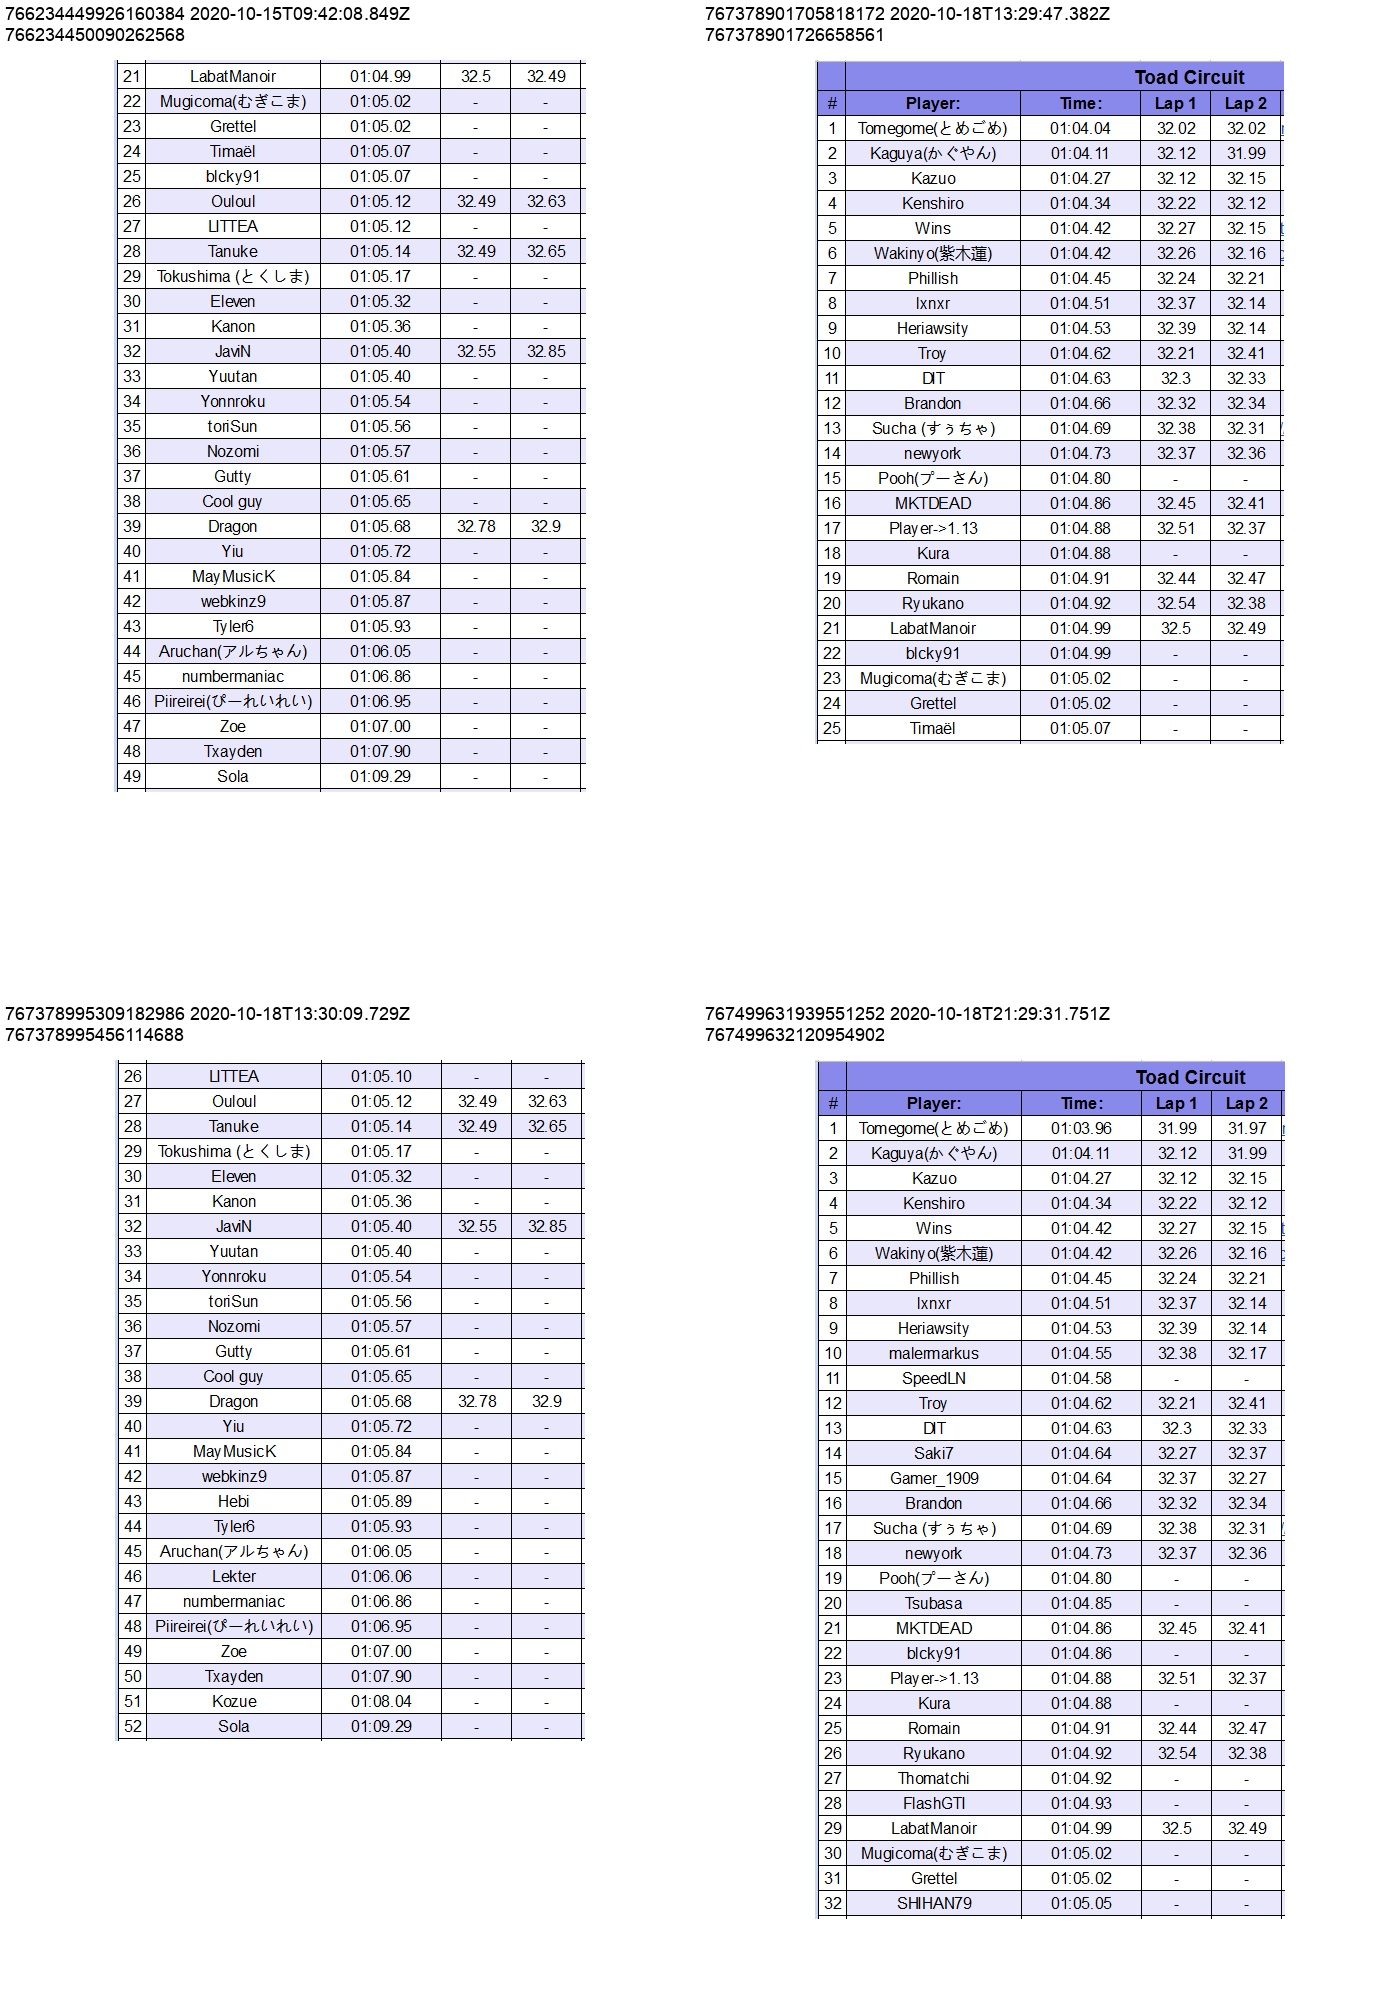 766234449926160384 2020-10-15T09:42:08.849Z
766234450090262568
21 LabatManoir 01:04.99 32.5 32.49
22 Mugicoma(むぎこま) 01:05.02 - -
23 Grettel 01:05.02 - -
24 Timaël 01:05.07 - -
25 blcky91 01:05.07 - -
26 Ouloul 01:05.12 32.49 32.63
27 LITTEA 01:05.12 - -
28 Tanuke 01:05.14 32.49 32.65
29 Tokushima (とくしま) 01:05.17 - -
30 Eleven 01:05.32 - -
31 Kanon 01:05.36 - -
32 JaviN 01:05.40 32.55 32.85
33 Yuutan 01:05.40 - -
34 Yonnroku 01:05.54 - -
35 toriSun 01:05.56 - -
36 Nozomi 01:05.57 - -
37 Gutty 01:05.61 - -
38 Cool guy 01:05.65 - -
39 Dragon 01:05.68 32.78 32.9
40 Yiu 01:05.72 - -
41 MayMusicK 01:05.84 - -
42 webkinz9 01:05.87 - -
43 Tyler6 01:05.93 - -
44 Aruchan(アルちゃん) 01:06.05 - -
45 numbermaniac 01:06.86 - -
46 Piireirei(ぴーれいれい) 01:06.95 - -
47 Zoe 01:07.00 - -
48 Txayden 01:07.90 - -
49 Sola 01:09.29 - -
767378901705818172 2020-10-18T13:29:47.382Z
767378901726658561
Toad Circuit
# Player: Time: Lap 1 Lap 2
1 Tomegome(とめごめ) 01:04.04 32.02 32.02
2 Kaguya(かぐやん) 01:04.11 32.12 31.99
3 Kazuo 01:04.27 32.12 32.15
4 Kenshiro 01:04.34 32.22 32.12
5 Wins 01:04.42 32.27 32.15
6 Wakinyo(紫木蓮) 01:04.42 32.26 32.16
7 Phillish 01:04.45 32.24 32.21
8 lxnxr 01:04.51 32.37 32.14
9 Heriawsity 01:04.53 32.39 32.14
10 Troy 01:04.62 32.21 32.41
11 DIT 01:04.63 32.3 32.33
12 Brandon 01:04.66 32.32 32.34
13 Sucha (すぅちゃ) 01:04.69 32.38 32.31
14 newyork 01:04.73 32.37 32.36
15 Pooh(プーさん) 01:04.80 - -
16 MKTDEAD 01:04.86 32.45 32.41
17 Player->1.13 01:04.88 32.51 32.37
18 Kura 01:04.88 - -
19 Romain 01:04.91 32.44 32.47
20 Ryukano 01:04.92 32.54 32.38
21 LabatManoir 01:04.99 32.5 32.49
22 blcky91 01:04.99 - -
23 Mugicoma(むぎこま) 01:05.02 - -
24 Grettel 01:05.02 - -
25 Timaël 01:05.07 - -
767378995309182986 2020-10-18T13:30:09.729Z
767378995456114688
26 LITTEA 01:05.10 - -
27 Ouloul 01:05.12 32.49 32.63
28 Tanuke 01:05.14 32.49 32.65
29 Tokushima (とくしま) 01:05.17 - -
30 Eleven 01:05.32 - -
31 Kanon 01:05.36 - -
32 JaviN 01:05.40 32.55 32.85
33 Yuutan 01:05.40 - -
34 Yonnroku 01:05.54 - -
35 toriSun 01:05.56 - -
36 Nozomi 01:05.57 - -
37 Gutty 01:05.61 - -
38 Cool guy 01:05.65 - -
39 Dragon 01:05.68 32.78 32.9
40 Yiu 01:05.72 - -
41 MayMusicK 01:05.84 - -
42 webkinz9 01:05.87 - -
43 Hebi 01:05.89 - -
44 Tyler6 01:05.93 - -
45 Aruchan(アルちゃん) 01:06.05 - -
46 Lekter 01:06.06 - -
47 numbermaniac 01:06.86 - -
48 Piireirei(ぴーれいれい) 01:06.95 - -
49 Zoe 01:07.00 - -
50 Txayden 01:07.90 - -
51 Kozue 01:08.04 - -
52 Sola 01:09.29 - -
767499631939551252 2020-10-18T21:29:31.751Z
767499632120954902
Toad Circuit
# Player: Time: Lap 1 Lap 2
1 Tomegome(とめごめ) 01:03.96 31.99 31.97
2 Kaguya(かぐやん) 01:04.11 32.12 31.99
3 Kazuo 01:04.27 32.12 32.15
4 Kenshiro 01:04.34 32.22 32.12
5 Wins 01:04.42 32.27 32.15
6 Wakinyo(紫木蓮) 01:04.42 32.26 32.16
7 Phillish 01:04.45 32.24 32.21
8 lxnxr 01:04.51 32.37 32.14
9 Heriawsity 01:04.53 32.39 32.14
10 malermarkus 01:04.55 32.38 32.17
11 SpeedLN 01:04.58 - -
12 Troy 01:04.62 32.21 32.41
13 DIT 01:04.63 32.3 32.33
14 Saki7 01:04.64 32.27 32.37
15 Gamer_1909 01:04.64 32.37 32.27
16 Brandon 01:04.66 32.32 32.34
17 Sucha (すぅちゃ) 01:04.69 32.38 32.31
18 newyork 01:04.73 32.37 32.36
19 Pooh(プーさん) 01:04.80 - -
20 Tsubasa 01:04.85 - -
21 MKTDEAD 01:04.86 32.45 32.41
22 blcky91 01:04.86 - -
23 Player->1.13 01:04.88 32.51 32.37
24 Kura 01:04.88 - -
25 Romain 01:04.91 32.44 32.47
26 Ryukano 01:04.92 32.54 32.38
27 Thomatchi 01:04.92 - -
28 FlashGTI 01:04.93 - -
29 LabatManoir 01:04.99 32.5 32.49
30 Mugicoma(むぎこま) 01:05.02 - -
31 Grettel 01:05.02 - -
32 SHIHAN79 01:05.05 - -